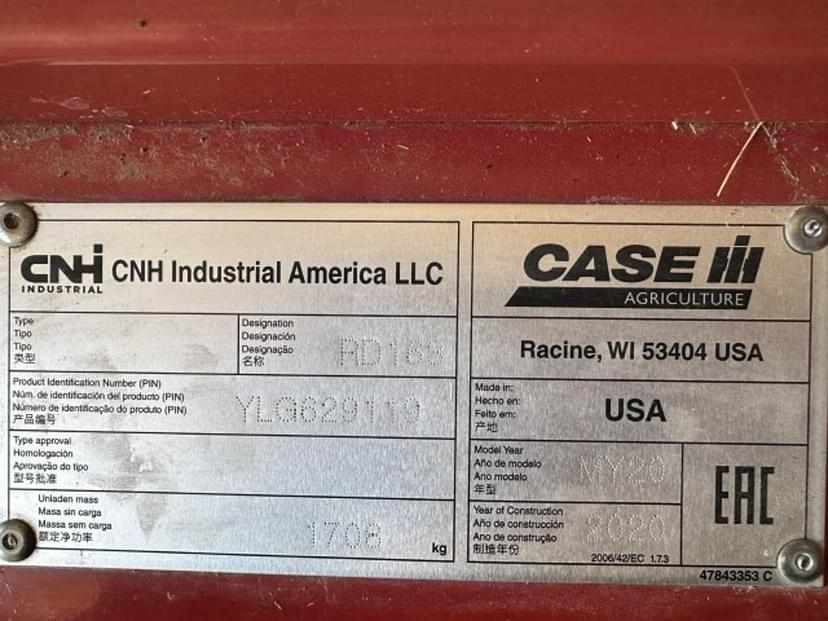 CNH INDUSTRIAL CNH Industrial America LLC
Type
Tipo
Tipo
类型
Designation
Designación
Designação
名称
RD163
Product Identification Number (PIN)
Núm. de identificación del producto (PIN)
Número de identificação do produto (PIN)
产品编号
YLG629119
Type approval
Homologación
Aprovação do tipo
型号批准
Unladen mass
Masa sin carga
Massa sem carga
额定净功率
1708
kg
CASE IH
AGRICULTURE
Racine, WI 53404 USA
Made in:
Hecho en:
Feito em:
产地
USA
Model Year
Año de modelo
Ano modelo
年型
MY20
Year of Construction
Año de construcción
Ano de construção
制造年份
2020
2006/42/EC 1.7.3
EAC
47843353 C